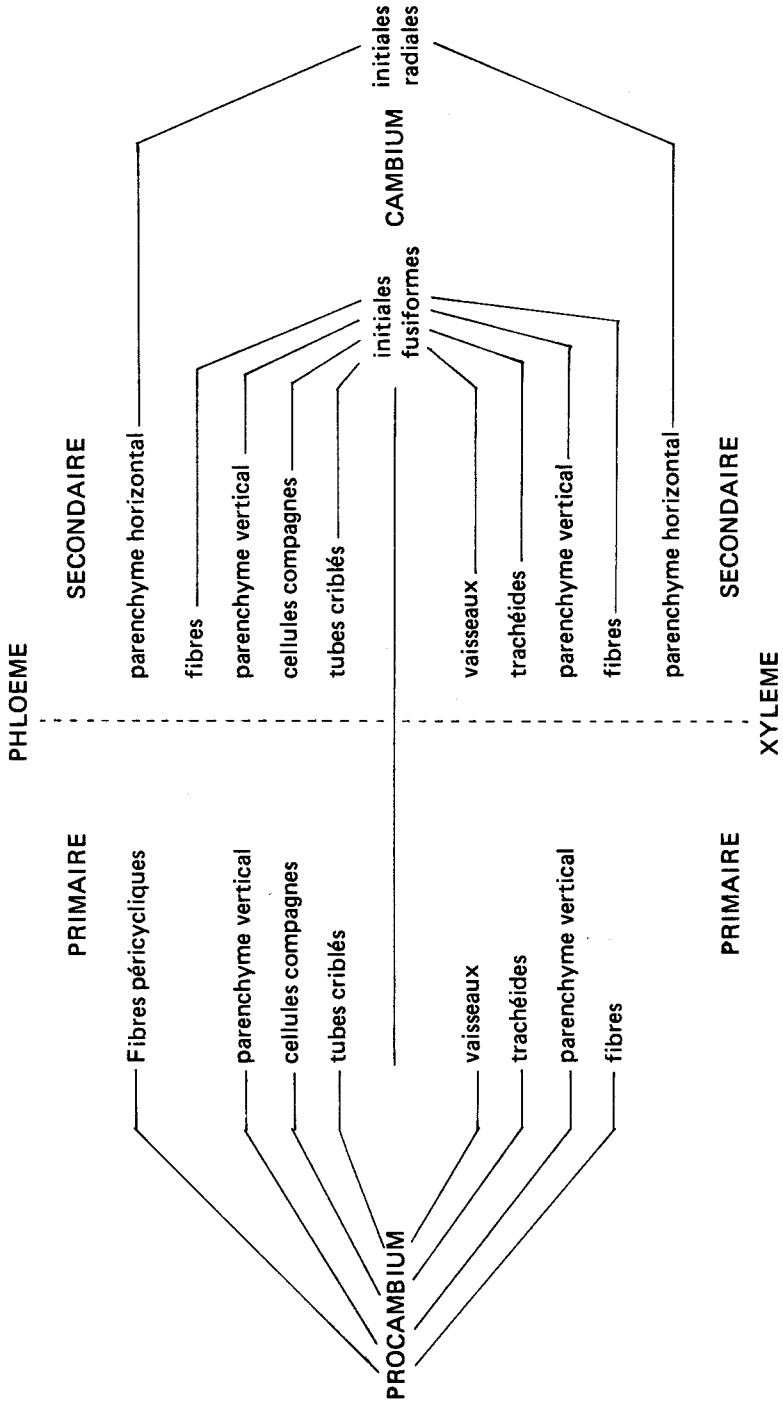 PHLOEME
PRIMAIRE
SECONDAIRE
Fibres péricycliques
parenchyme horizontal
fibres
parenchyme vertical
parenchyme vertical
cellules compagnes
cellules compagnes
tubes criblés
tubes criblés
PROCAMBIUM
initiales
fusiformes
CAMBIUM
initiales
radiales
vaisseaux
vaisseaux
trachéides
trachéides
parenchyme vertical
parenchyme vertical
fibres
fibres
parenchyme horizontal
PRIMAIRE
SECONDAIRE
XYLEME